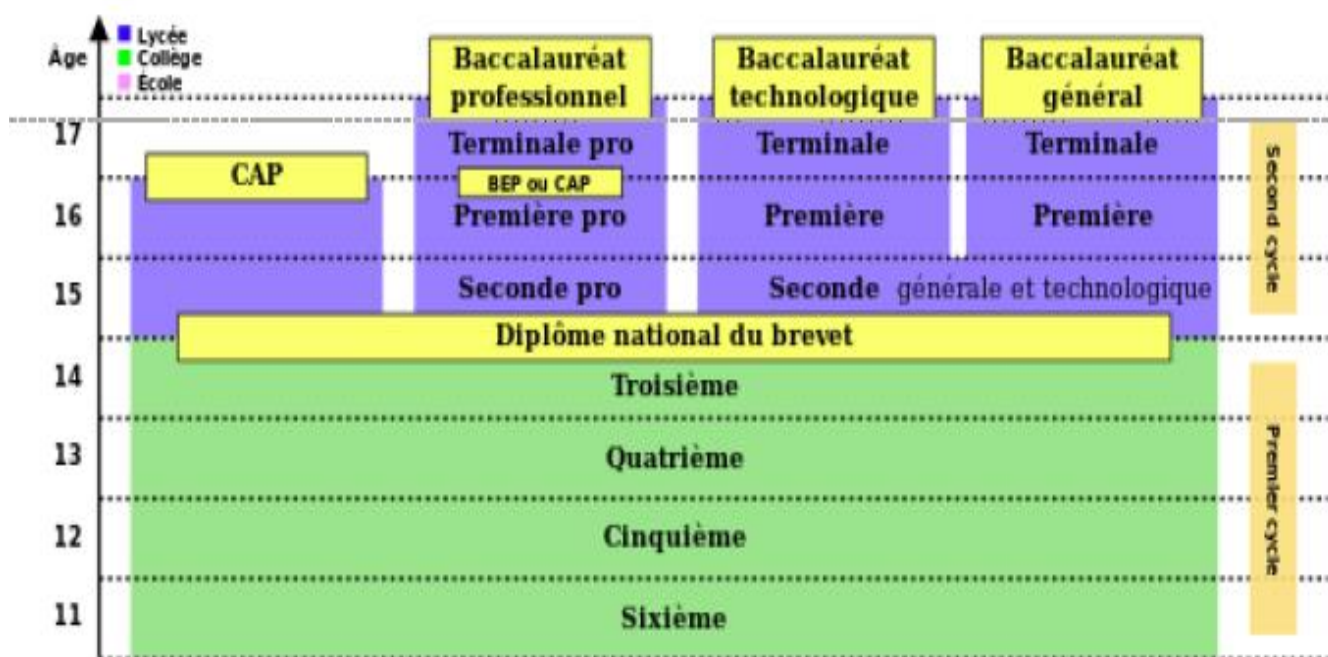 Âge
Lycée
Collège
École
Baccalauréat
professionnel
Baccalauréat
technologique
Baccalauréat
général
17
Terminale pro
Terminale
Terminale
CAP
BEP ou CAP
16
Première pro
Première
Première
15
Seconde pro
Seconde générale et technologique
Second cycle
Diplôme national du brevet
14
Troisième
13
Quatrième
12
Cinquième
11
Sixième
Premier cycle